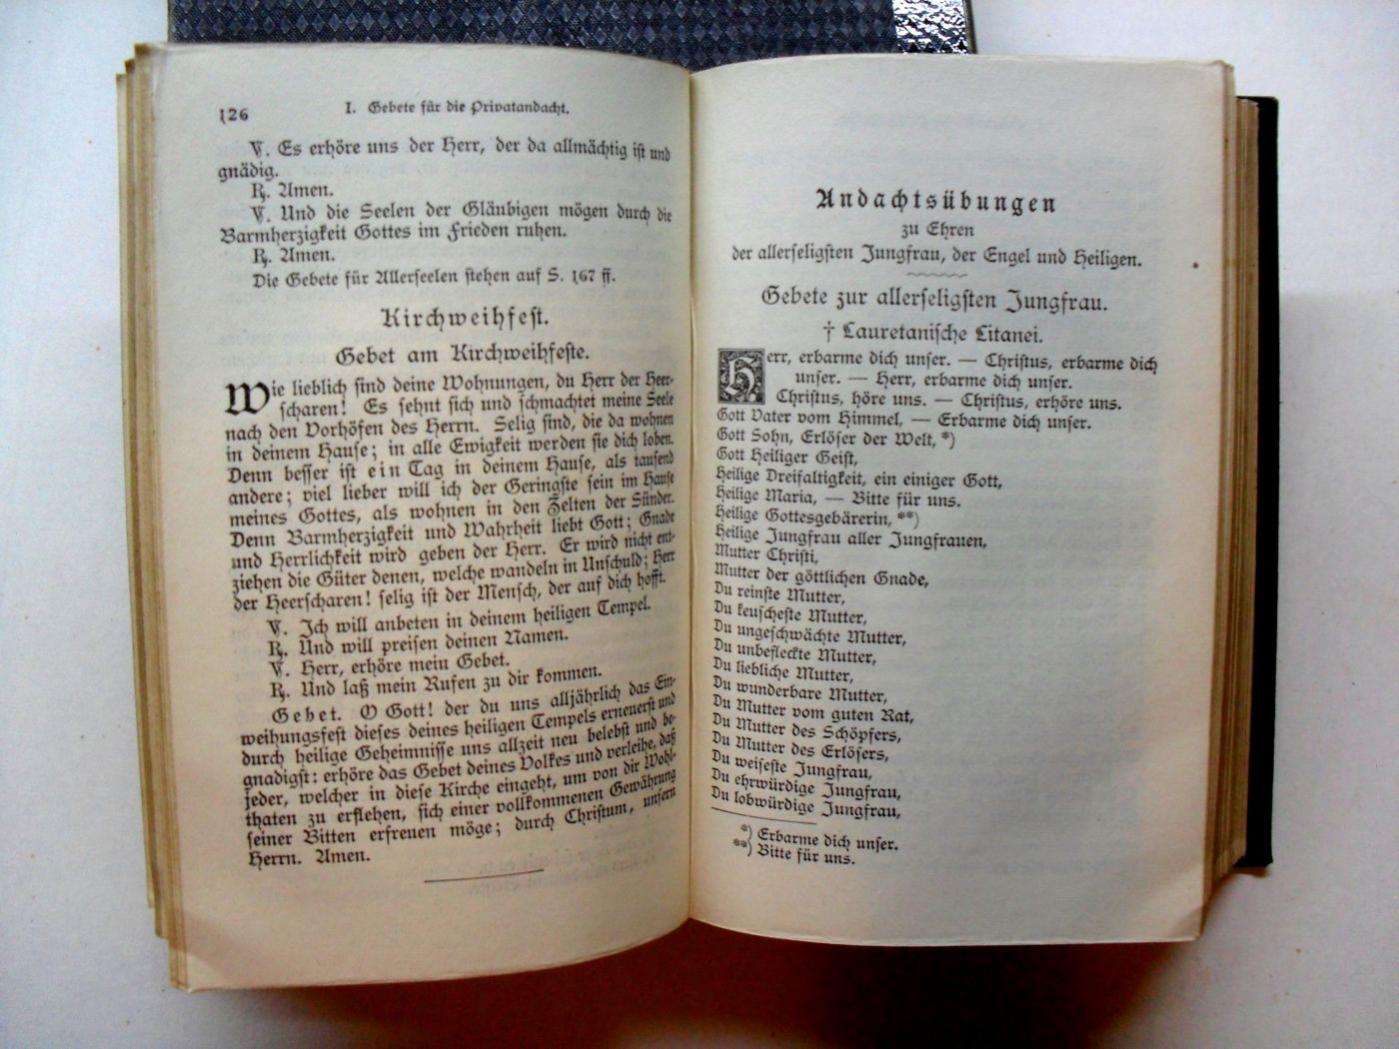 126
I. Gebete für die Privatandacht.
℣. Es erhöre uns der Herr, der da allmächtig ist und
gnädig.
℟. Amen.
℣. Und die Seelen der Gläubigen mögen durch die
Barmherzigkeit Gottes im Frieden ruhen.
℟. Amen.
Die Gebete für Allerseelen stehen auf S. 167 ff.
Kirchweihfest.
Gebet am Kirchweihfeste.
Wie lieblich sind deine Wohnungen, du Herr der Heer-
scharen! Es sehnt sich und schmachtet meine Seele
nach den Vorhöfen des Herrn. Selig sind, die da wohnen
in deinem Hause; in alle Ewigkeit werden sie dich loben.
Denn besser ist ein Tag in deinem Hause, als tausend
andere; viel lieber will ich der Geringste sein im Hause
meines Gottes, als wohnen in den Zelten der Sünder.
Denn Barmherzigkeit und Wahrheit liebt Gott; Gnade
und Herrlichkeit wird geben der Herr. Er wird nicht ent-
ziehen die Güter denen, welche wandeln in Unschuld; Herr
der Heerscharen! selig ist der Mensch, der auf dich hofft.
℣. Ich will anbeten in deinem heiligen Tempel.
℟. Und will preisen deinen Namen.
℣. Herr, erhöre mein Gebet.
℟. Und laß mein Rufen zu dir kommen.
Gebet. O Gott! der du uns alljährlich das Ein-
weihungsfest dieses deines heiligen Tempels erneuerst und
durch heilige Geheimnisse uns allzeit neu belebst und be-
gnadigst: erhöre das Gebet deines Volkes und verleihe, daß
jeder, welcher in diese Kirche eingeht, um von dir Wohl-
thaten zu erflehen, sich einer vollkommenen Gewährung
seiner Bitten erfreuen möge; durch Christum, unsern
Herrn. Amen.
Andachtsübungen
zu Ehren
der allerseligsten Jungfrau, der Engel und Heiligen.
Gebete zur allerseligsten Jungfrau.
† Lauretanische Litanei.
Herr, erbarme dich unser. — Christus, erbarme dich
unser. — Herr, erbarme dich unser.
Christus, höre uns. — Christus, erhöre uns.
Gott Vater vom Himmel, — Erbarme dich unser.
Gott Sohn, Erlöser der Welt, *)
Gott Heiliger Geist,
Heilige Dreifaltigkeit, ein einiger Gott,
Heilige Maria, — Bitte für uns.
Heilige Gottesgebärerin, **)
Heilige Jungfrau aller Jungfrauen,
Mutter Christi,
Mutter der göttlichen Gnade,
Du reinste Mutter,
Du keuscheste Mutter,
Du ungeschwächte Mutter,
Du unbefleckte Mutter,
Du liebliche Mutter,
Du wunderbare Mutter,
Du Mutter vom guten Rat,
Du Mutter des Schöpfers,
Du Mutter des Erlösers,
Du weiseste Jungfrau,
Du ehrwürdige Jungfrau,
Du lobwürdige Jungfrau,
*) Erbarme dich unser.
**) Bitte für uns.